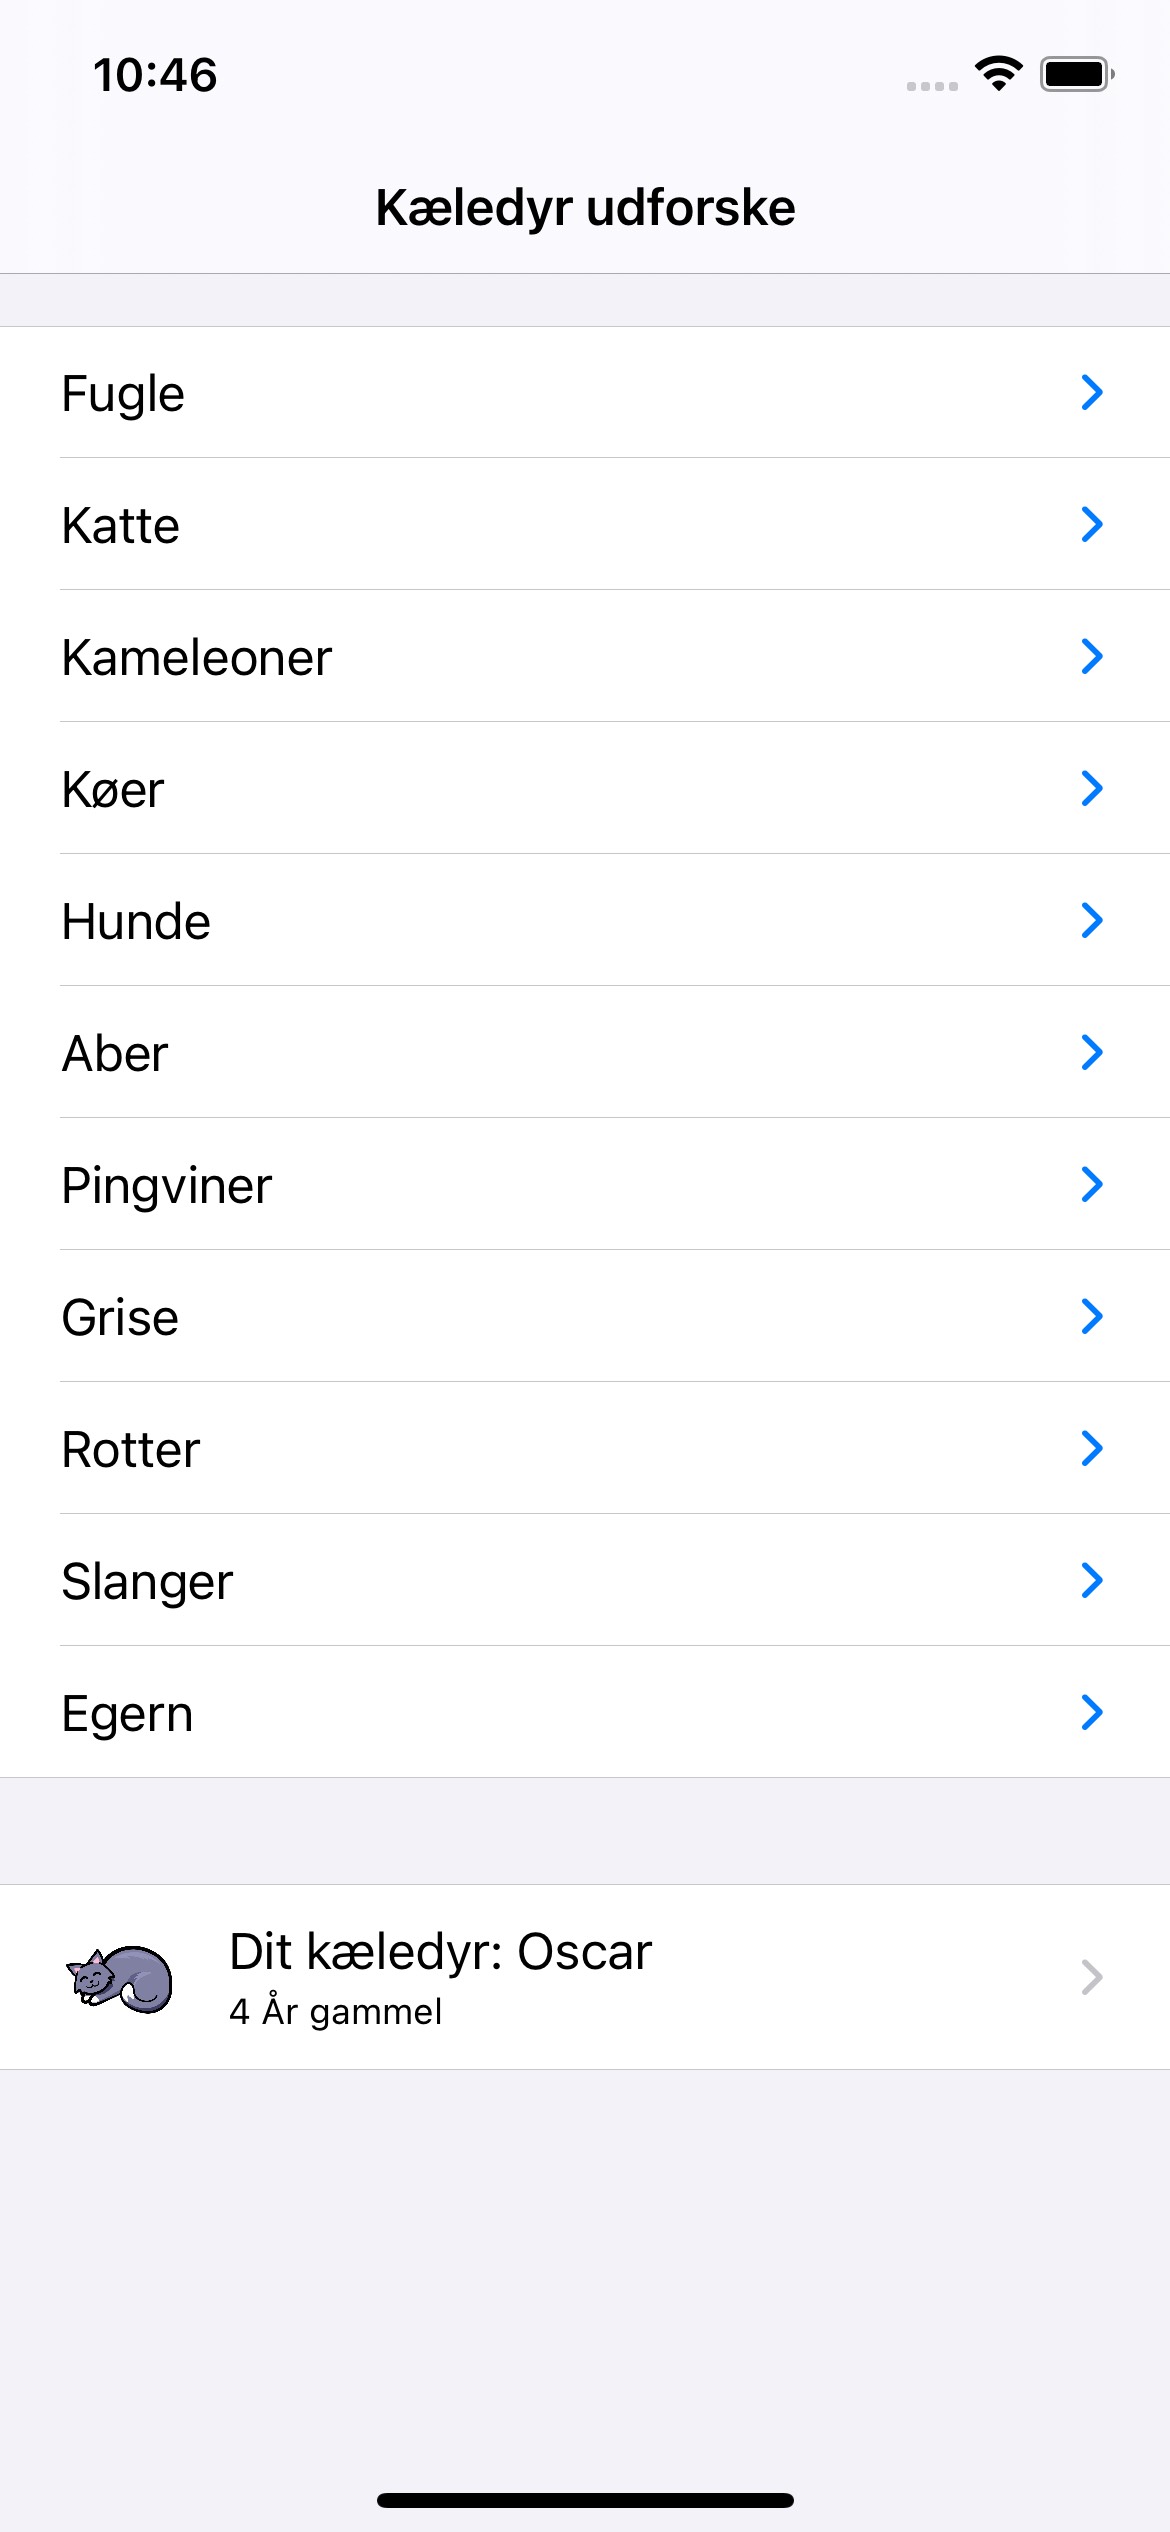 10:46
Kæledyr udforske
Fugle
Katte
Kameleoner
Køer
Hunde
Aber
Pingviner
Grise
Rotter
Slanger
Egern
Dit kæledyr: Oscar
4 År gammel